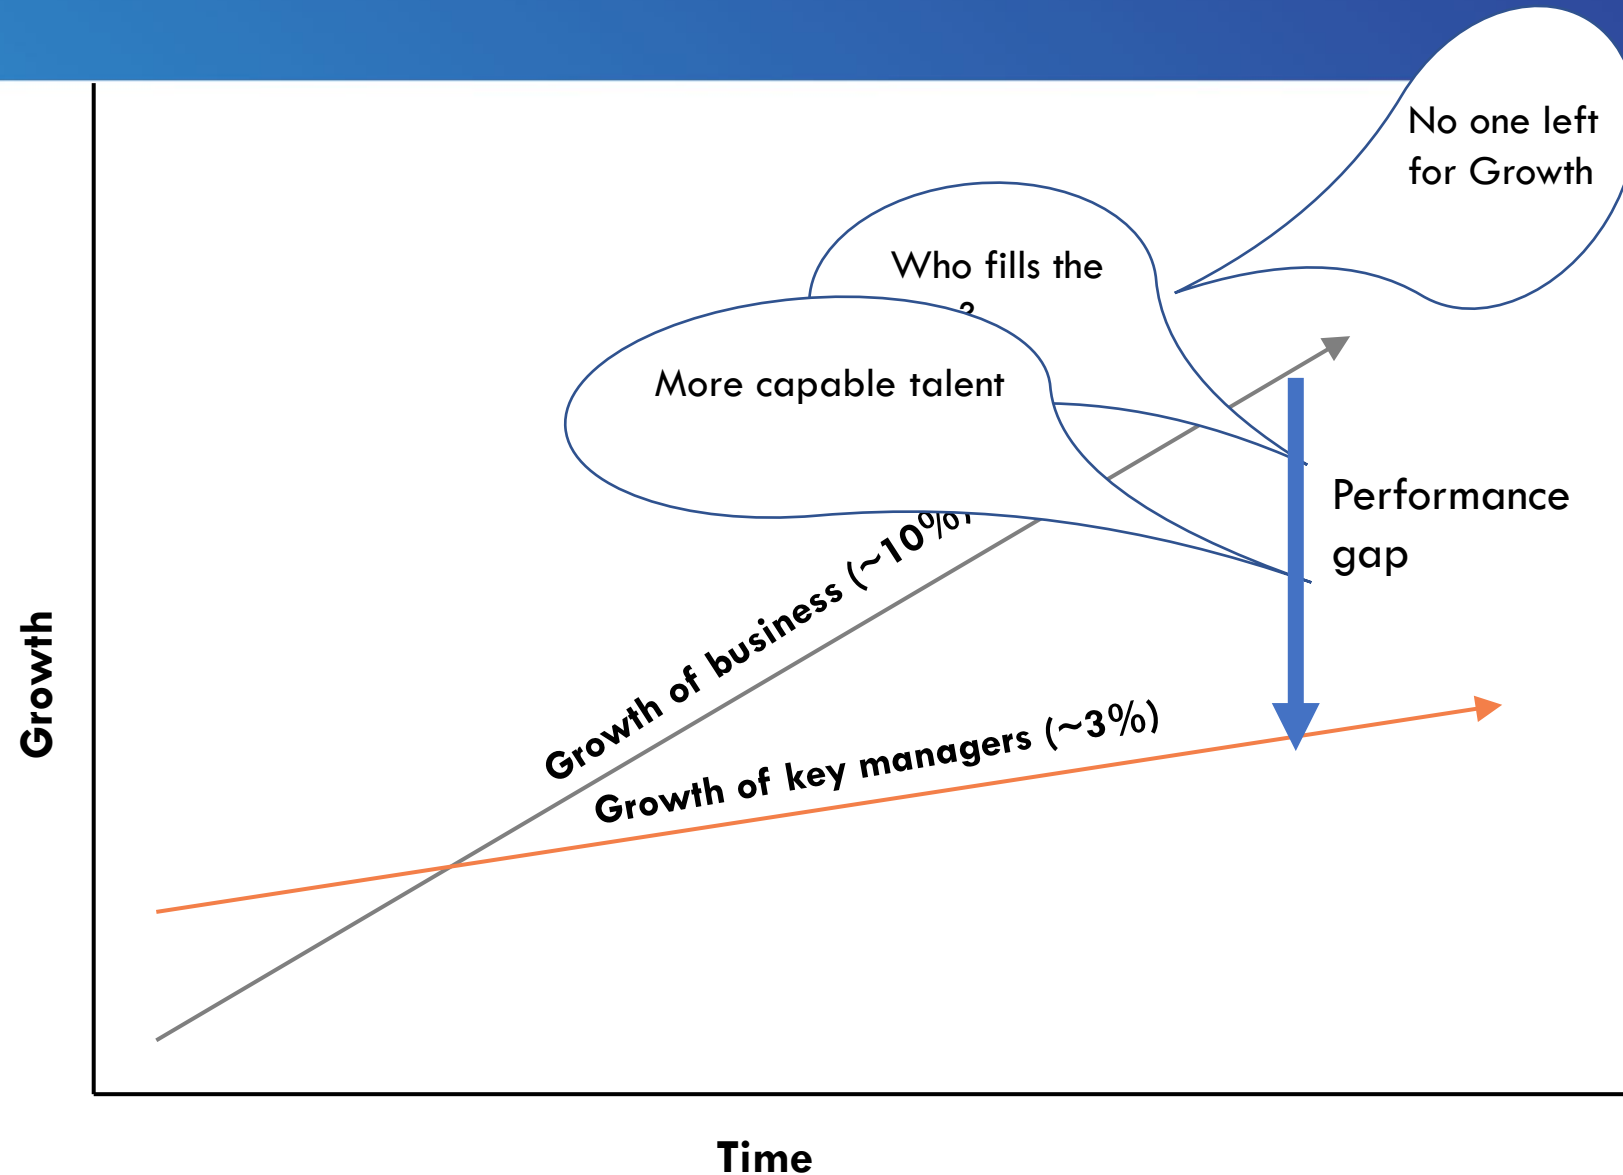 No one left
for Growth
Who fills the
?
More capable talent
Performance
gap
Growth of business (~10%)
Growth of key managers (~3%)
Growth
Time